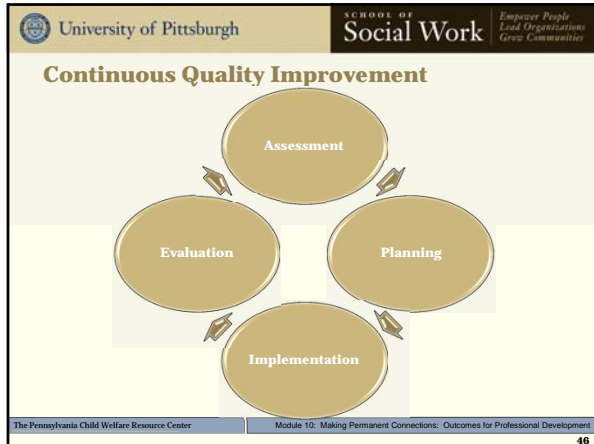 University of Pittsburgh
SCHOOL OF
Social Work
Empower People
Lead Organizations
Grow Communities
Continuous Quality Improvement
Assessment
Evaluation
Planning
Implementation
The Pennsylvania Child Welfare Resource Center
Module 10: Making Permanent Connections: Outcomes for Professional Development
46